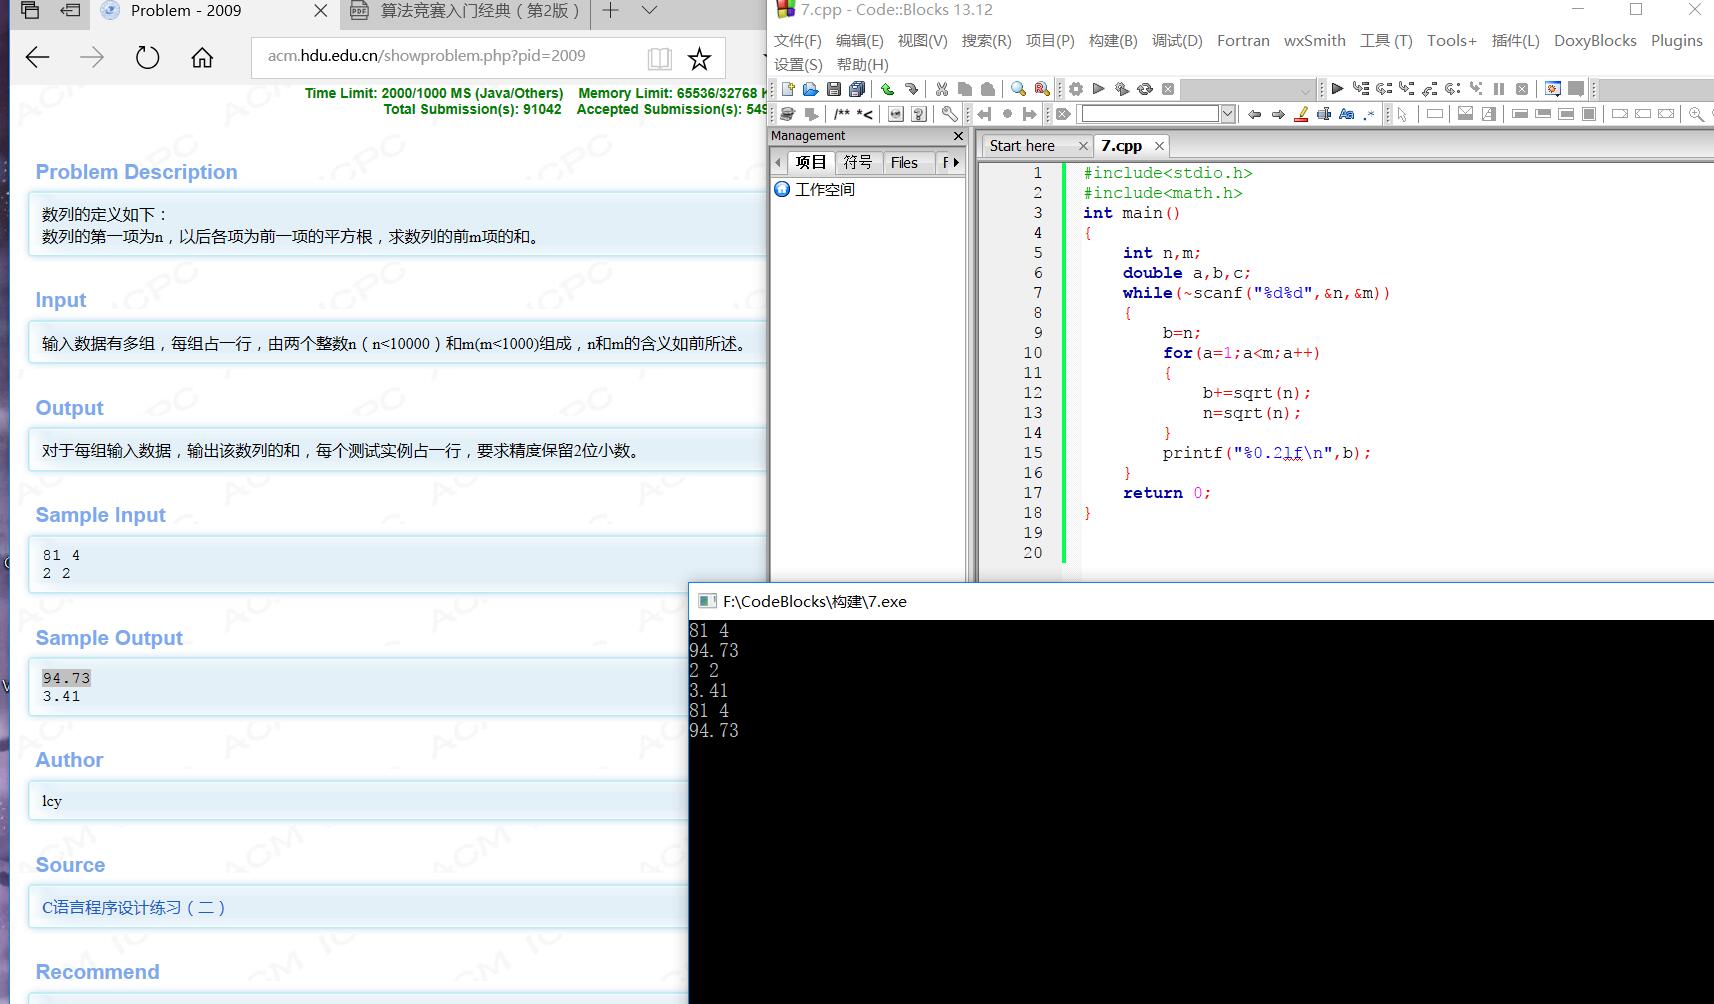 Problem - 2009
算法竞赛入门经典（第2版）
acm.hdu.edu.cn/showproblem.php?pid=2009
Time Limit: 2000/1000 MS (Java/Others) Memory Limit: 65536/32768 K
Total Submission(s): 91042 Accepted Submission(s): 549
Problem Description
数列的定义如下：
数列的第一项为n，以后各项为前一项的平方根，求数列的前m项的和。
Input
输入数据有多组，每组占一行，由两个整数n（n<10000）和m(m<1000)组成，n和m的含义如前所述。
Output
对于每组输入数据，输出该数列的和，每个测试实例占一行，要求精度保留2位小数。
Sample Input
81 4
2 2
Sample Output
94.73
3.41
Author
lcy
Source
C语言程序设计练习（二）
Recommend
7.cpp - Code::Blocks 13.12
文件(F) 编辑(E) 视图(V) 搜索(R) 项目(P) 构建(B) 调试(D) Fortran wxSmith 工具 (T) Tools+ 插件(L) DoxyBlocks Plugins
设置(S) 帮助(H)
Management
项目 符号 Files F
工作空间
Start here 7.cpp
1 #include<stdio.h>
2 #include<math.h>
3 int main()
4 {
5 int n,m;
6 double a,b,c;
7 while(~scanf("%d%d",&n,&m))
8 {
9 b=n;
10 for(a=1;a<m;a++)
11 {
12 b+=sqrt(n);
13 n=sqrt(n);
14 }
15 printf("%0.2lf\n",b);
16 }
17 return 0;
18 }
19
20
F:\CodeBlocks\构建\7.exe
81 4
94.73
2 2
3.41
81 4
94.73